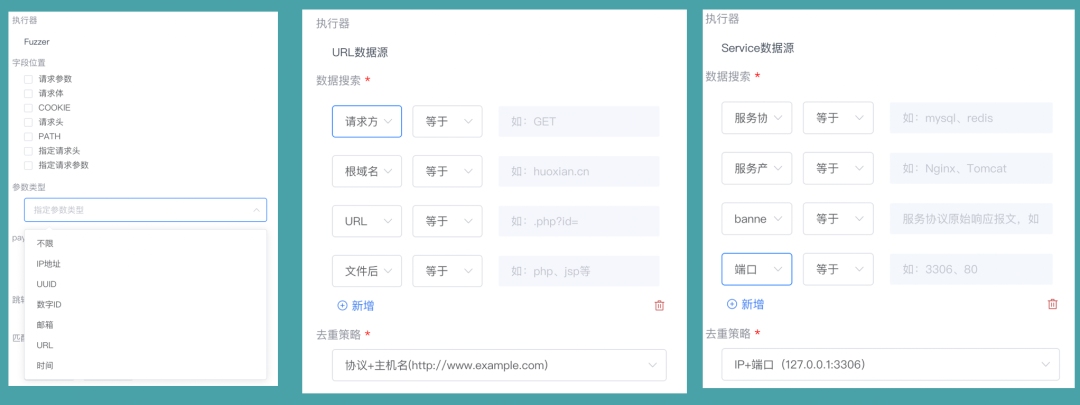 执行器
Fuzzer
字段位置
请求参数
请求体
COOKIE
请求头
PATH
指定请求头
指定请求参数
参数类型
指定参数类型
pay
不限
IP地址
UUID
数字ID
邮箱
URL
时间
执行器
URL数据源
数据搜索 *
请求方 等于 如：GET
根域名 等于 如：huoxian.cn
URL 等于 如：.php?id=
文件后 等于 如：php、jsp等
新增
去重策略 *
协议+主机名(http://www.example.com)
执行器
Service数据源
数据搜索 *
服务协 等于 如：mysql、redis
服务产 等于 如：Nginx、Tomcat
banne 等于 服务协议原始响应报文、如
端口 等于 如：3306、80
新增
去重策略 *
IP+端口（127.0.0.1:3306）